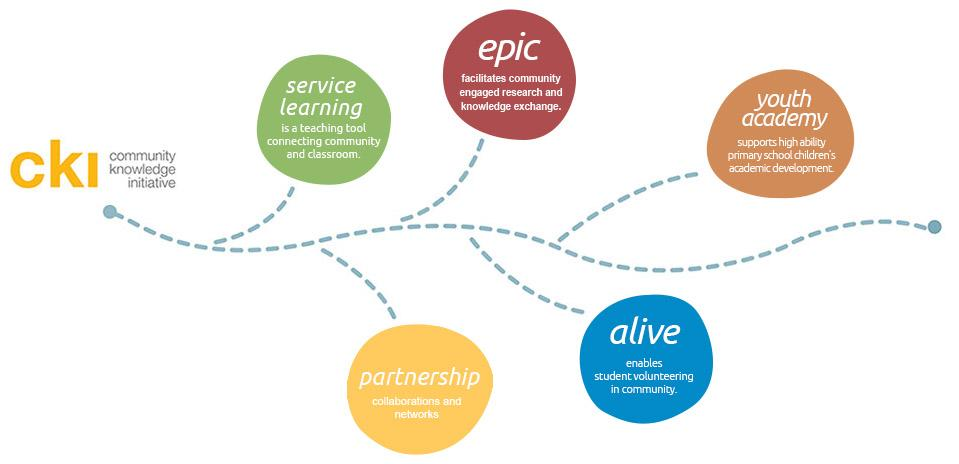 cki
community
knowledge
initiative
service
learning
is a teaching tool
connecting community
and classroom.
epic
facilitates community
engaged research and
knowledge exchange.
youth
academy
supports high ability
primary school children's
academic development.
partnership
collaborations and
networks
alive
enables
student volunteering
in community.